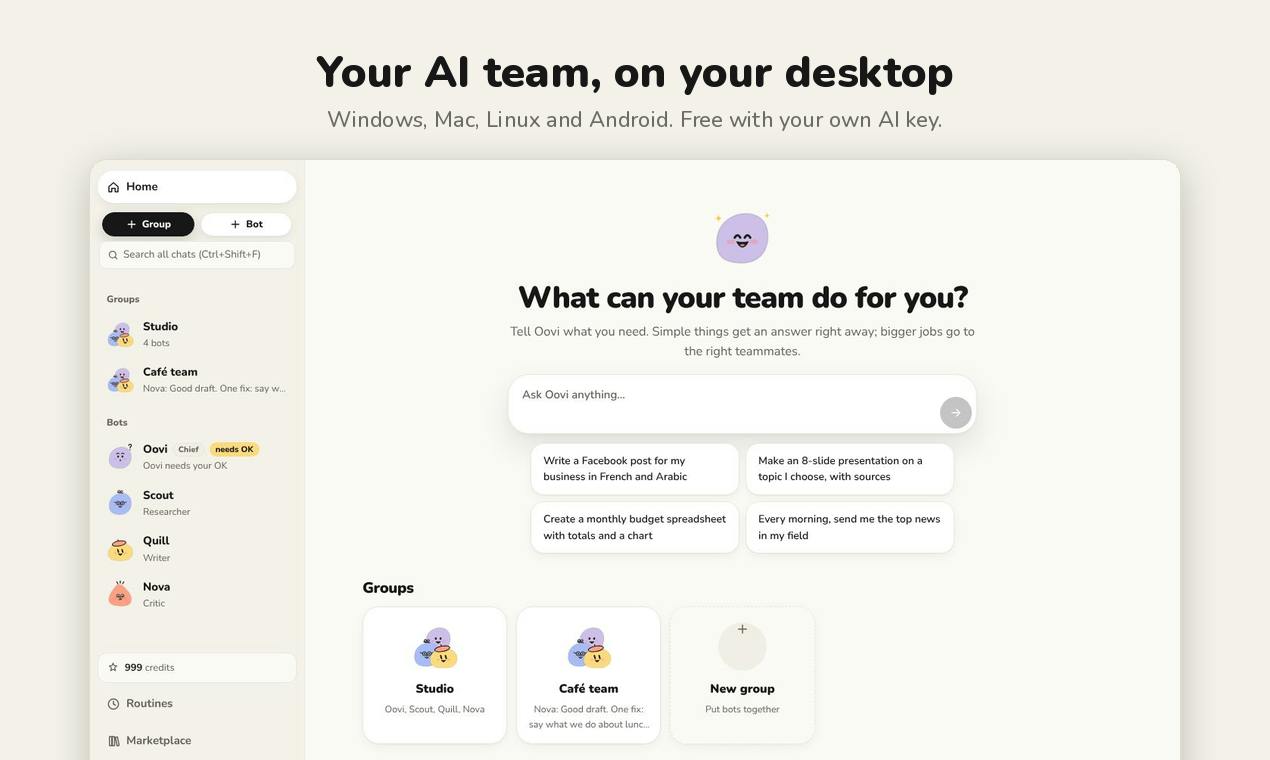 Your AI team, on your desktop
Windows, Mac, Linux and Android. Free with your own AI key.
Home
+ Group
+ Bot
Search all chats (Ctrl+Shift+F)
Groups
Studio
4 bots
Café team
Nova: Good draft. One fix: say w...
Bots
Oovi Chief needs OK
Oovi needs your OK
Scout
Researcher
Quill
Writer
Nova
Critic
999 credits
Routines
Marketplace
What can your team do for you?
Tell Oovi what you need. Simple things get an answer right away; bigger jobs go to
the right teammates.
Ask Oovi anything...
Write a Facebook post for my
business in French and Arabic
Make an 8-slide presentation on a
topic I choose, with sources
Create a monthly budget spreadsheet
with totals and a chart
Every morning, send me the top news
in my field
Groups
Studio
Oovi, Scout, Quill, Nova
Café team
Nova: Good draft. One fix:
say what we do about lunc...
+
New group
Put bots together